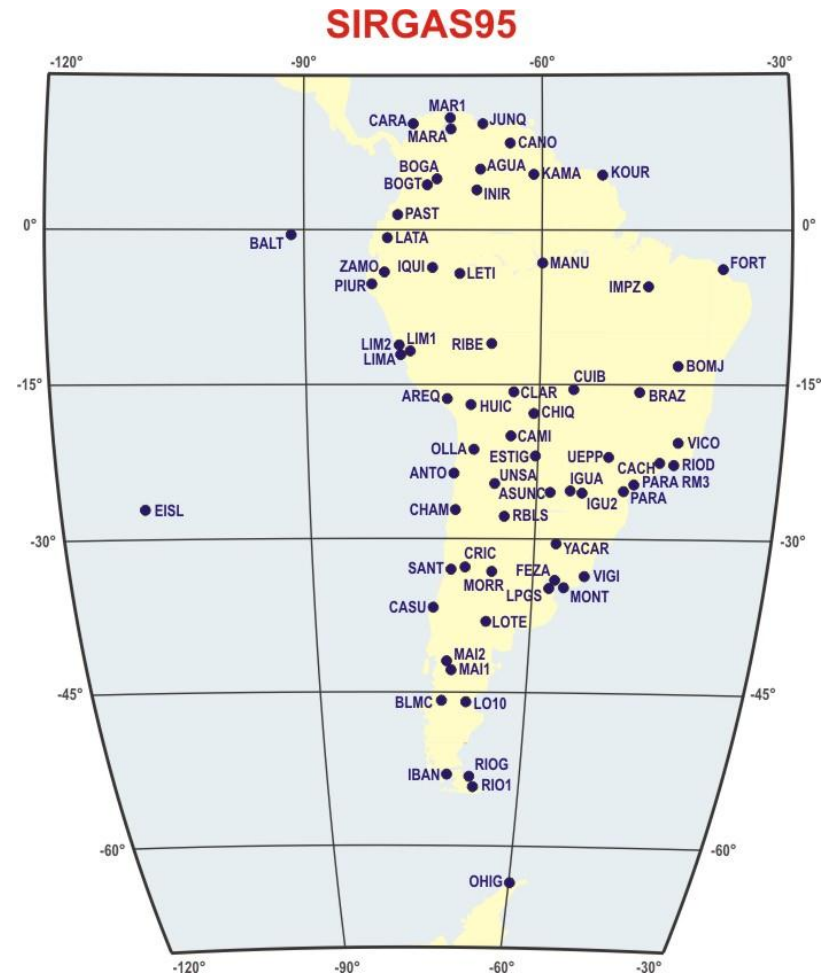 SIRGAS95
-120° -90° -60° -30°
MAR1
CARA JUNQ
MARA
CANO
BOGA AGUA
KAMA KOUR
BOGT
INIR
PAST
0° 0°
LATA
BALT
ZAMO IQUI MANU FORT
LETI
PIUR IMPZ
LIM1
LIM2 RIBE
LIMA
BOMJ
CUIB
-15° -15°
AREQ CLAR BRAZ
HUIC
CHIQ
CAMI
VICO
OLLA
ESTIG UEPP
CACH RIOD
ANTO UNSA IGUA
PARA RM3
ASUNC
PARA
IGU2
EISL CHAM
RBLS
-30° -30°
YACAR
CRIC
SANT FEZA VIGI
MORR
LPGS MONT
CASU
LOTE
MAI2
MAI1
-45° -45°
BLMC LO10
RIOG
IBAN
RIO1
-60° -60°
OHIG
-120° -90° -60° -30°